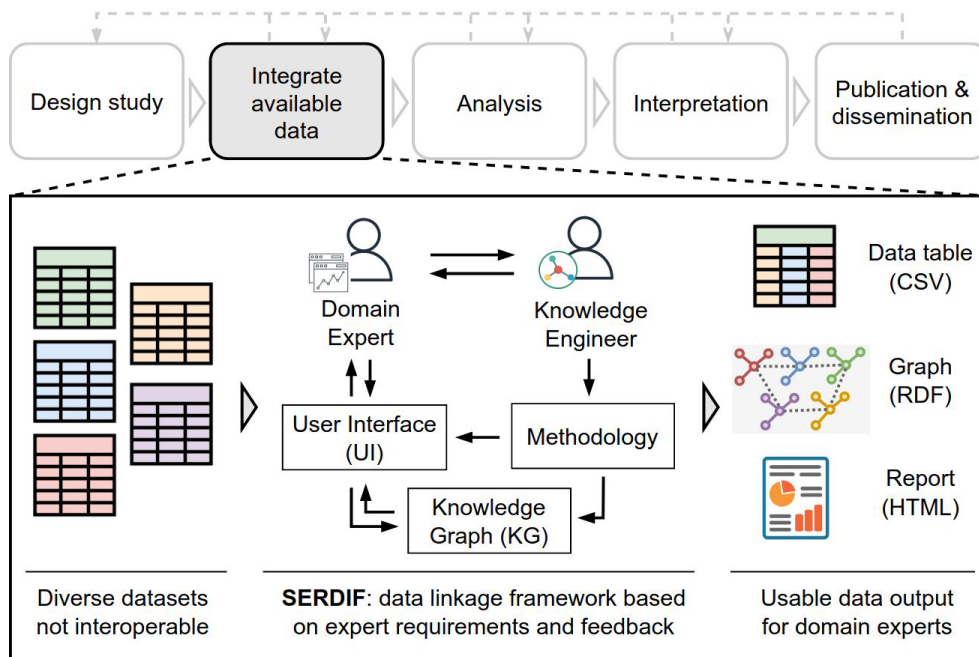 Design study
Integrate
available
data
Analysis
Interpretation
Publication &
dissemination
Domain
Expert
Knowledge
Engineer
User Interface
(UI)
Methodology
Knowledge
Graph (KG)
Data table
(CSV)
Graph
(RDF)
Report
(HTML)
Diverse datasets
not interoperable
SERDIF: data linkage framework based
on expert requirements and feedback
Usable data output
for domain experts